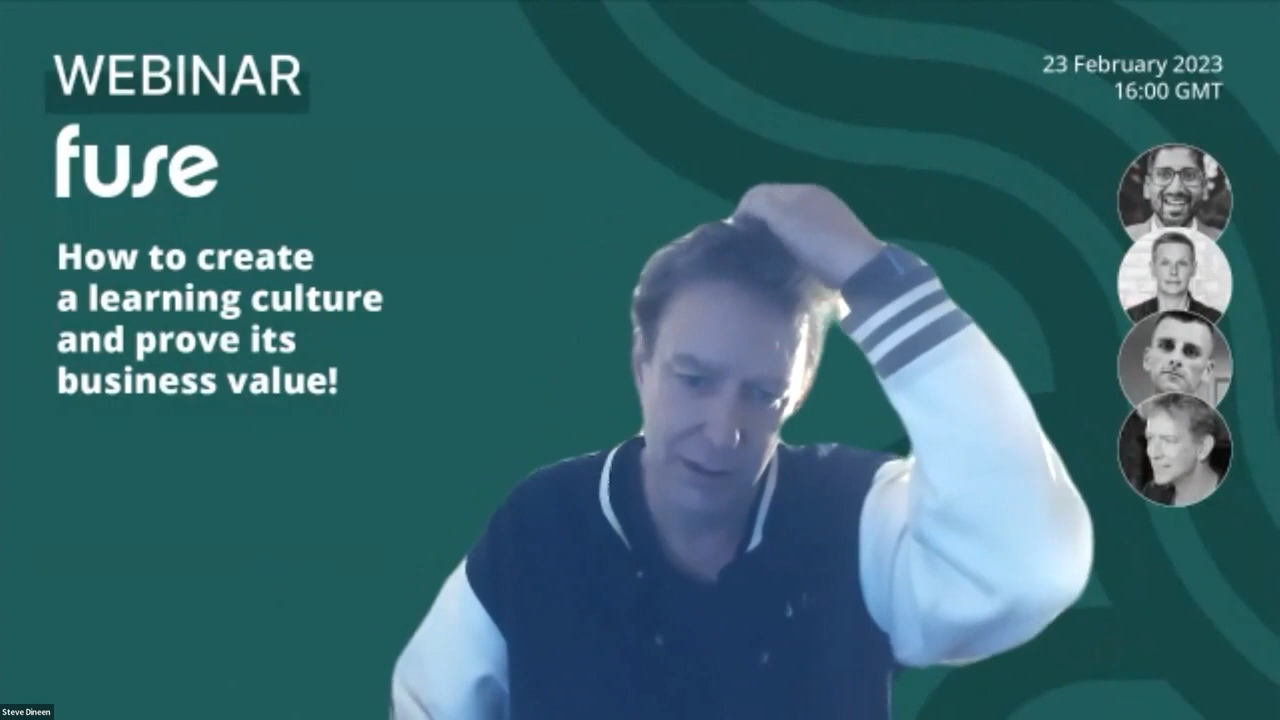 WEBINAR
fuse
How to create
a learning culture
and prove its
business value!
23 February 2023
16:00 GMT
Steve Dineen